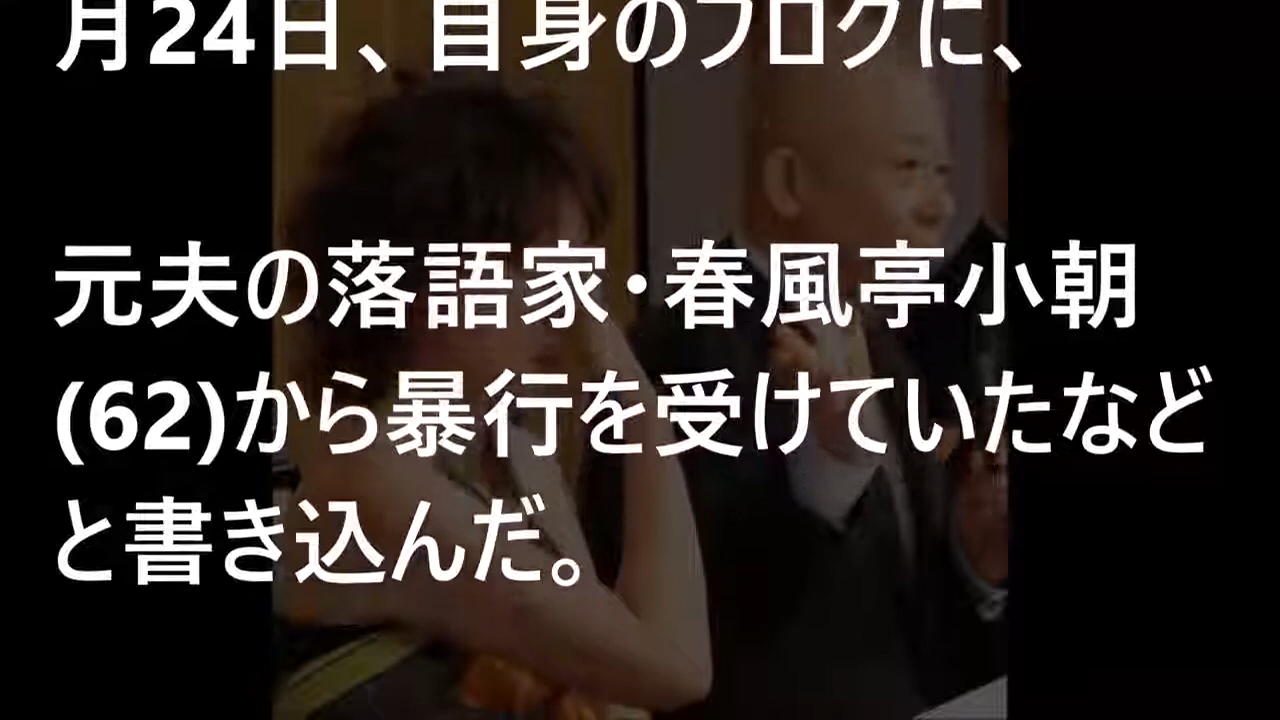 月24日、自身のブログに、
元夫の落語家・春風亭小朝
(62)から暴行を受けていたなど
と書き込んだ。